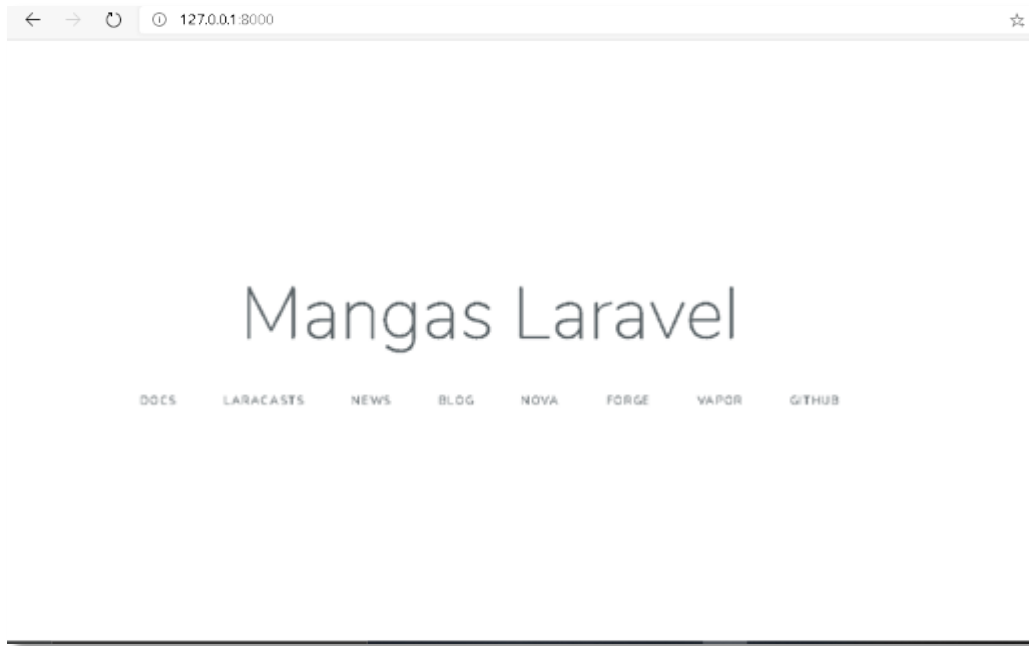 127.0.0.1:8000
Mangas Laravel
DOCS LARACASTS NEWS BLOG NOVA FORGE VAPOR GITHUB